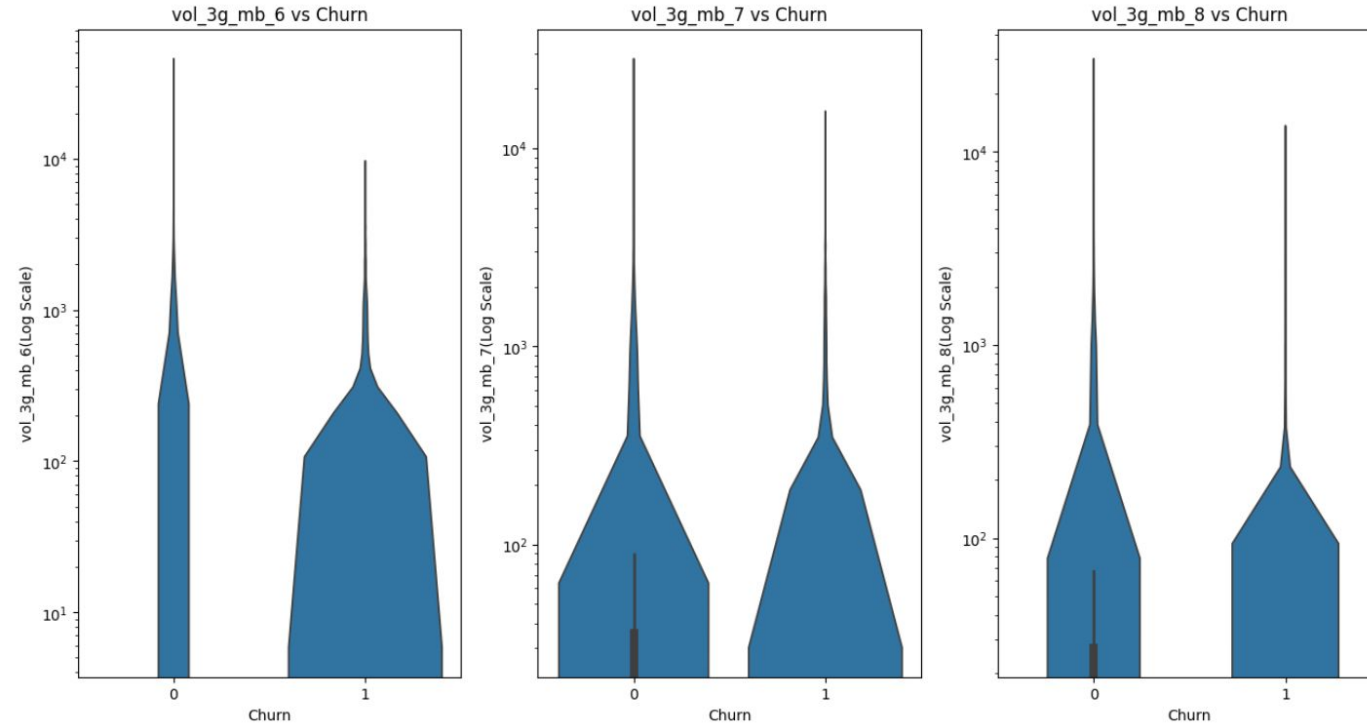 vol_3g_mb_6 vs Churn
vol_3g_mb_6(Log Scale)
10^4
10^3
10^2
10^1
0 1
Churn
vol_3g_mb_7 vs Churn
vol_3g_mb_7(Log Scale)
10^4
10^3
10^2
0 1
Churn
vol_3g_mb_8 vs Churn
vol_3g_mb_8(Log Scale)
10^4
10^3
10^2
0 1
Churn